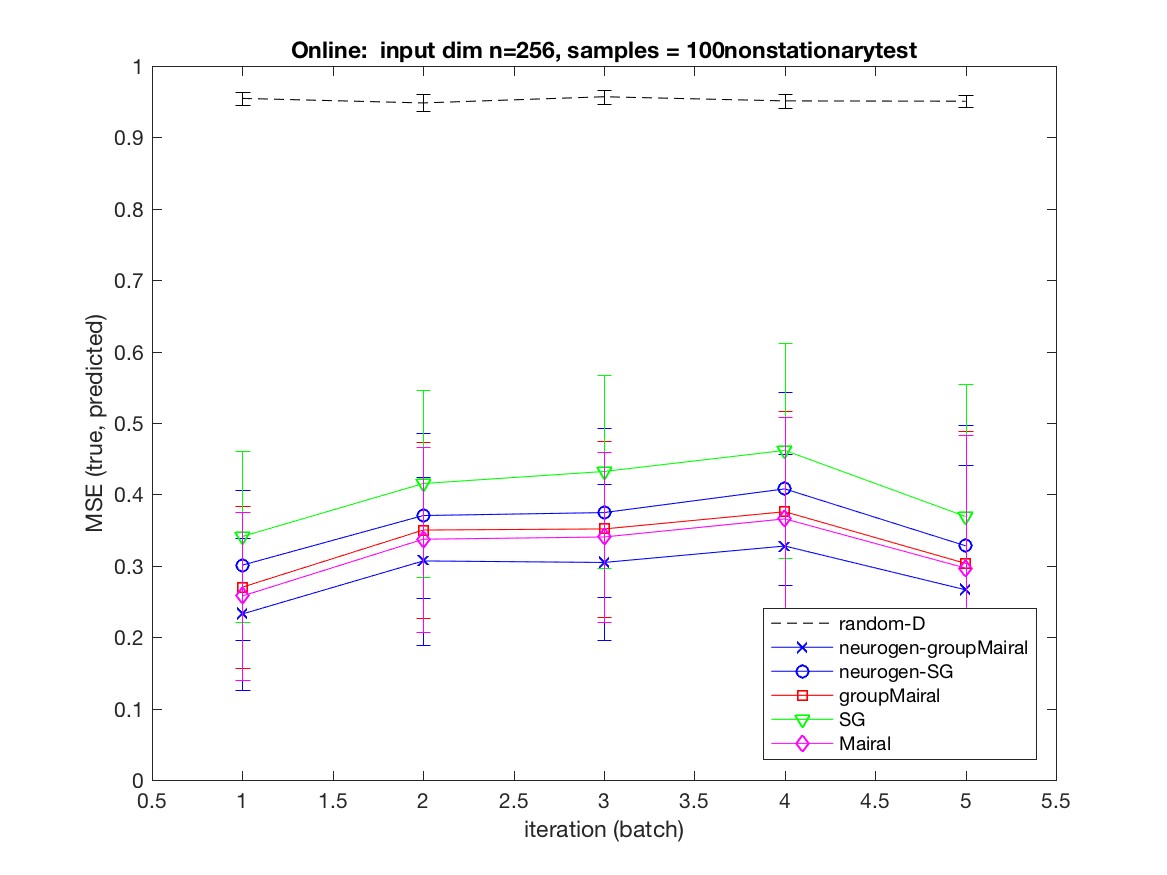 Online:  input dim n=256, samples = 100nonstationarytest
MSE (true, predicted)
1
0.9
0.8
0.7
0.6
0.5
0.4
0.3
0.2
0.1
0
random-D
neurogen-groupMairal
neurogen-SG
groupMairal
SG
Mairal
0.5 1 1.5 2 2.5 3 3.5 4 4.5 5 5.5
iteration (batch)